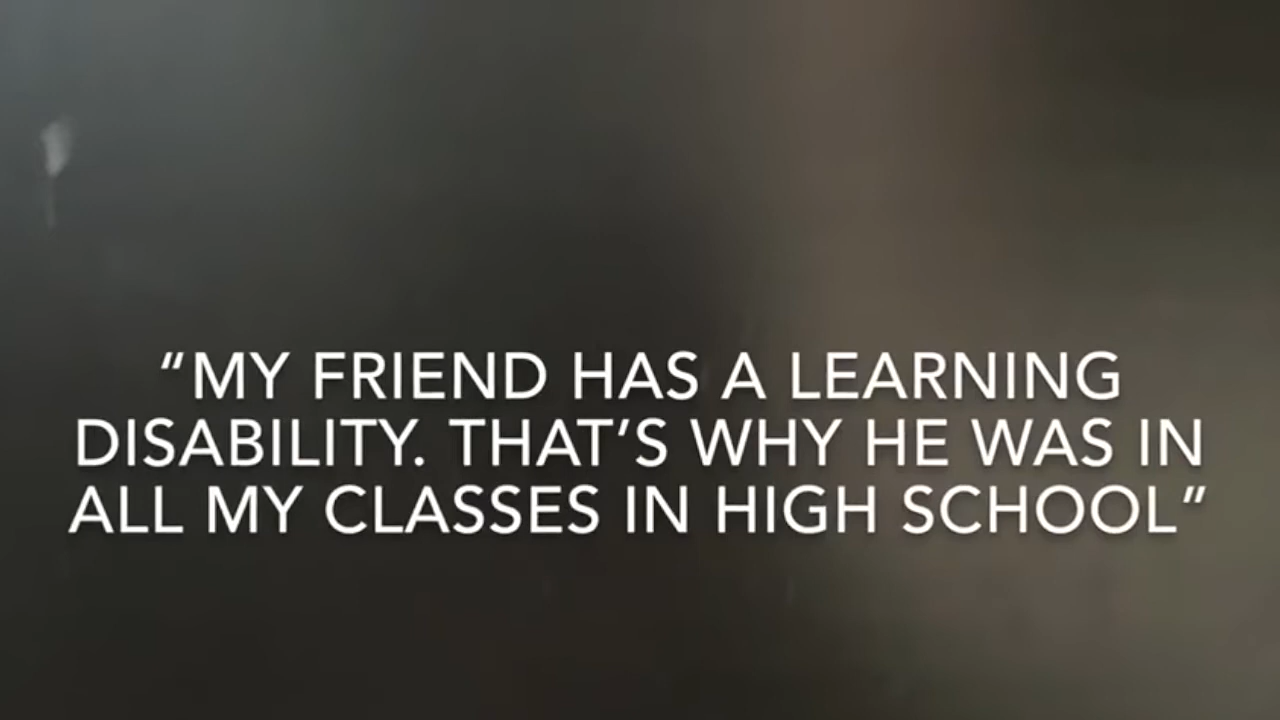 “MY FRIEND HAS A LEARNING
DISABILITY. THAT’S WHY HE WAS IN
ALL MY CLASSES IN HIGH SCHOOL”